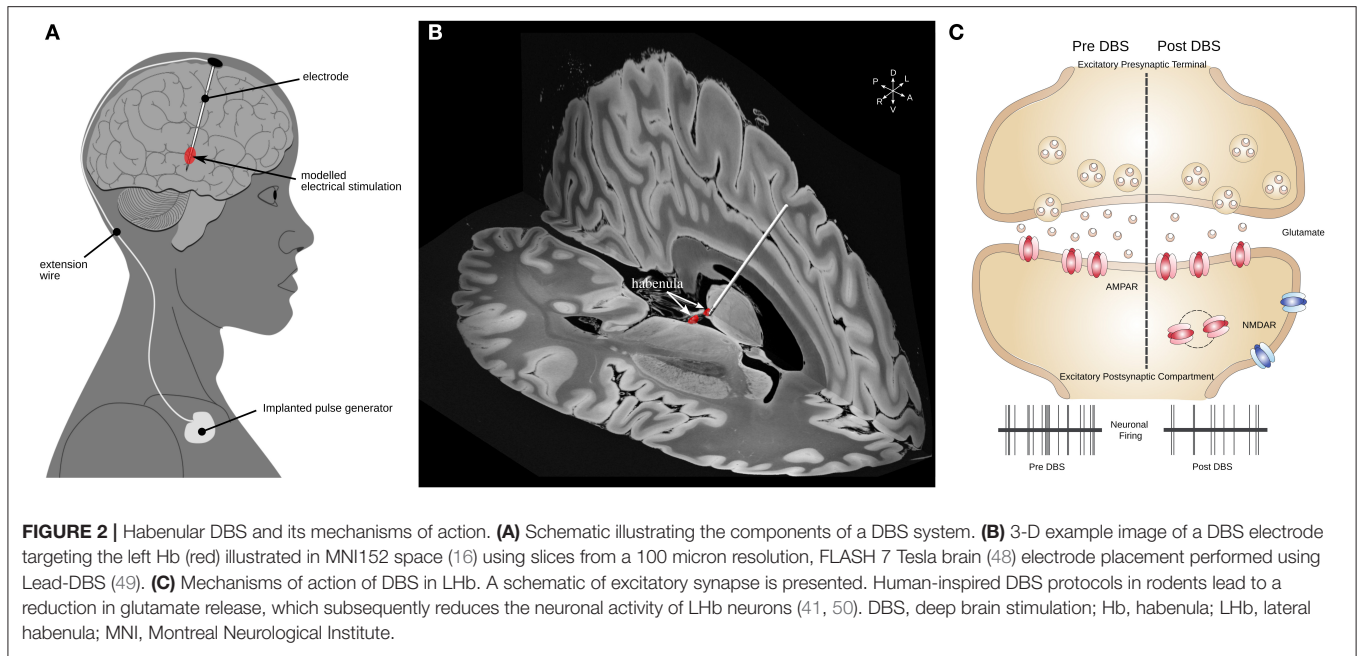 A
electrode
modelled
electrical stimulation
extension
wire
Implanted pulse generator
B
D
L
P
A
R
V
habenula
C
Pre DBS
Post DBS
Excitatory Presynaptic Terminal
Glutamate
AMPAR
NMDAR
Excitatory Postsynaptic Compartment
Neuronal
Firing
Pre DBS
Post DBS
FIGURE 2 | Habenular DBS and its mechanisms of action. (A) Schematic illustrating the components of a DBS system. (B) 3-D example image of a DBS electrode
targeting the left Hb (red) illustrated in MNI152 space (16) using slices from a 100 micron resolution, FLASH 7 Tesla brain (48) electrode placement performed using
Lead-DBS (49). (C) Mechanisms of action of DBS in LHb. A schematic of excitatory synapse is presented. Human-inspired DBS protocols in rodents lead to a
reduction in glutamate release, which subsequently reduces the neuronal activity of LHb neurons (41, 50). DBS, deep brain stimulation; Hb, habenula; LHb, lateral
habenula; MNI, Montreal Neurological Institute.